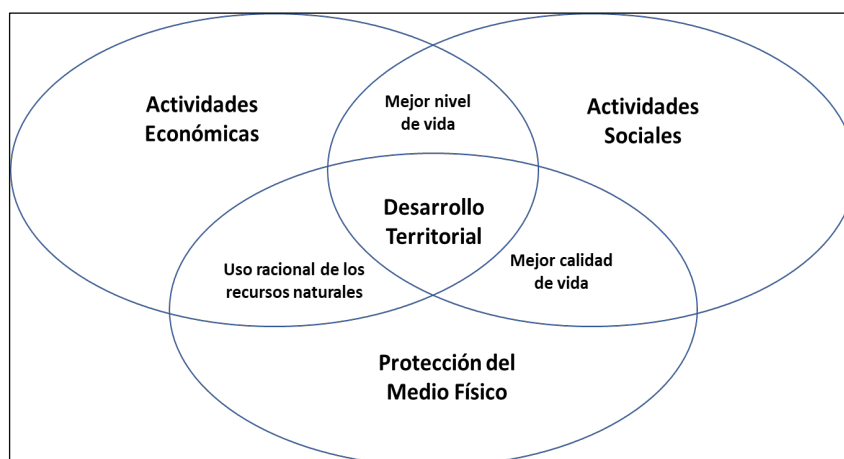 Actividades
Económicas
Mejor nivel
de vida
Actividades
Sociales
Desarrollo
Territorial
Uso racional de los
recursos naturales
Mejor calidad
de vida
Protección del
Medio Físico